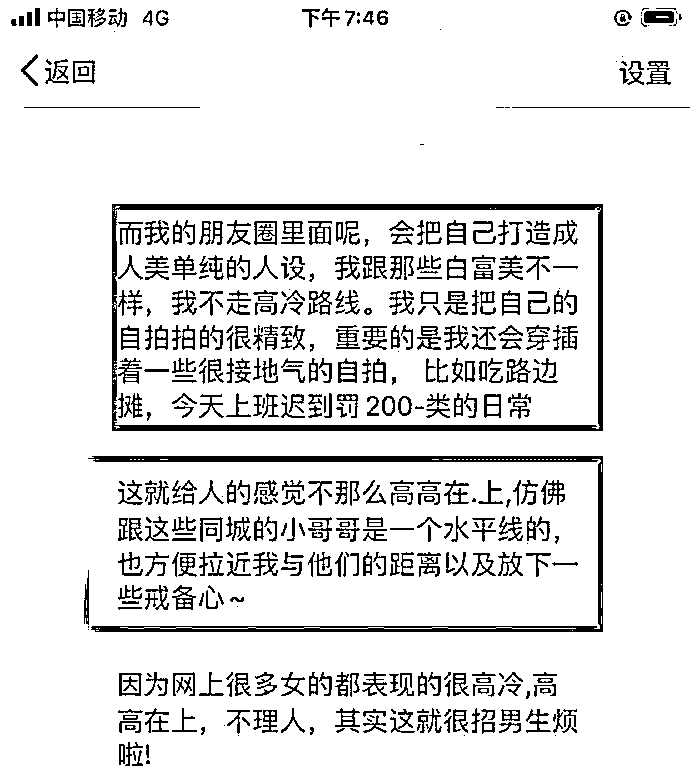 中国移动 4G 下午7:46
返回 设置
而我的朋友圈里面呢，会把自己打造成
人美单纯的人设，我跟那些白富美不一
样，我不走高冷路线。我只是把自己的
自拍拍的很精致，重要的是我还会穿插
着一些很接地气的自拍， 比如吃路边
摊，今天上班迟到罚200-类的日常
这就给人的感觉不那么高高在.上,仿佛
跟这些同城的小哥哥是一个水平线的，
也方便拉近我与他们的距离以及放下一
些戒备心~
因为网上很多女的都表现的很高冷,高
高在上，不理人，其实这就很招男生烦
啦!